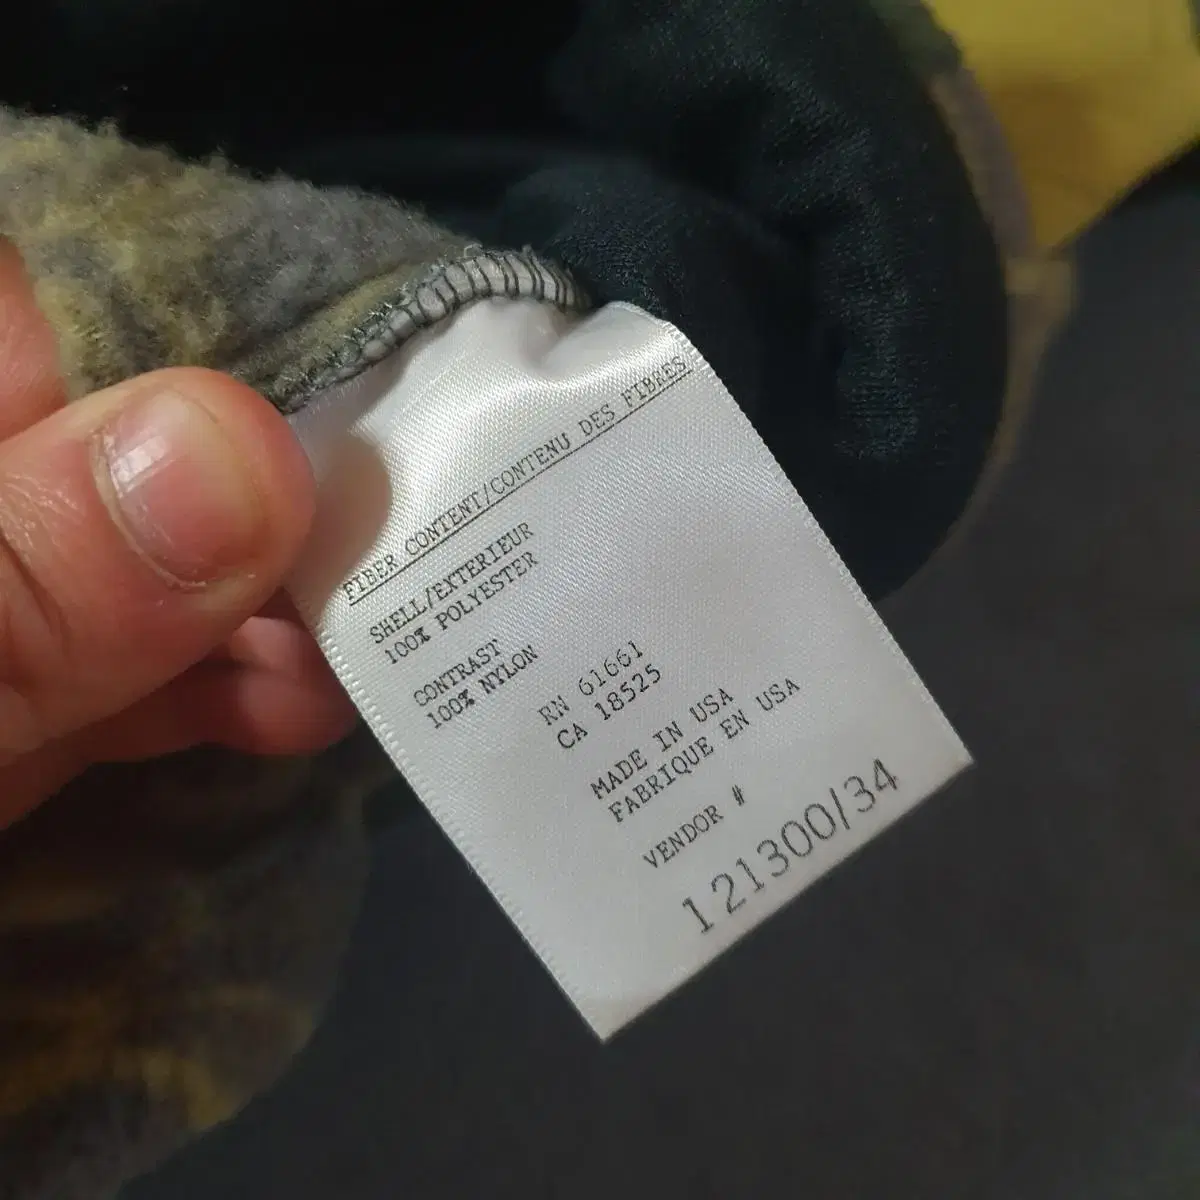 FIBER CONTENT/CONTENU DES FIBRES
SHELL/EXTERIEUR
100% POLYESTER
CONTRAST
100% NYLON
RN 61661
CA 18525
MADE IN USA
FABRIQUE EN USA
VENDOR #
121300/34